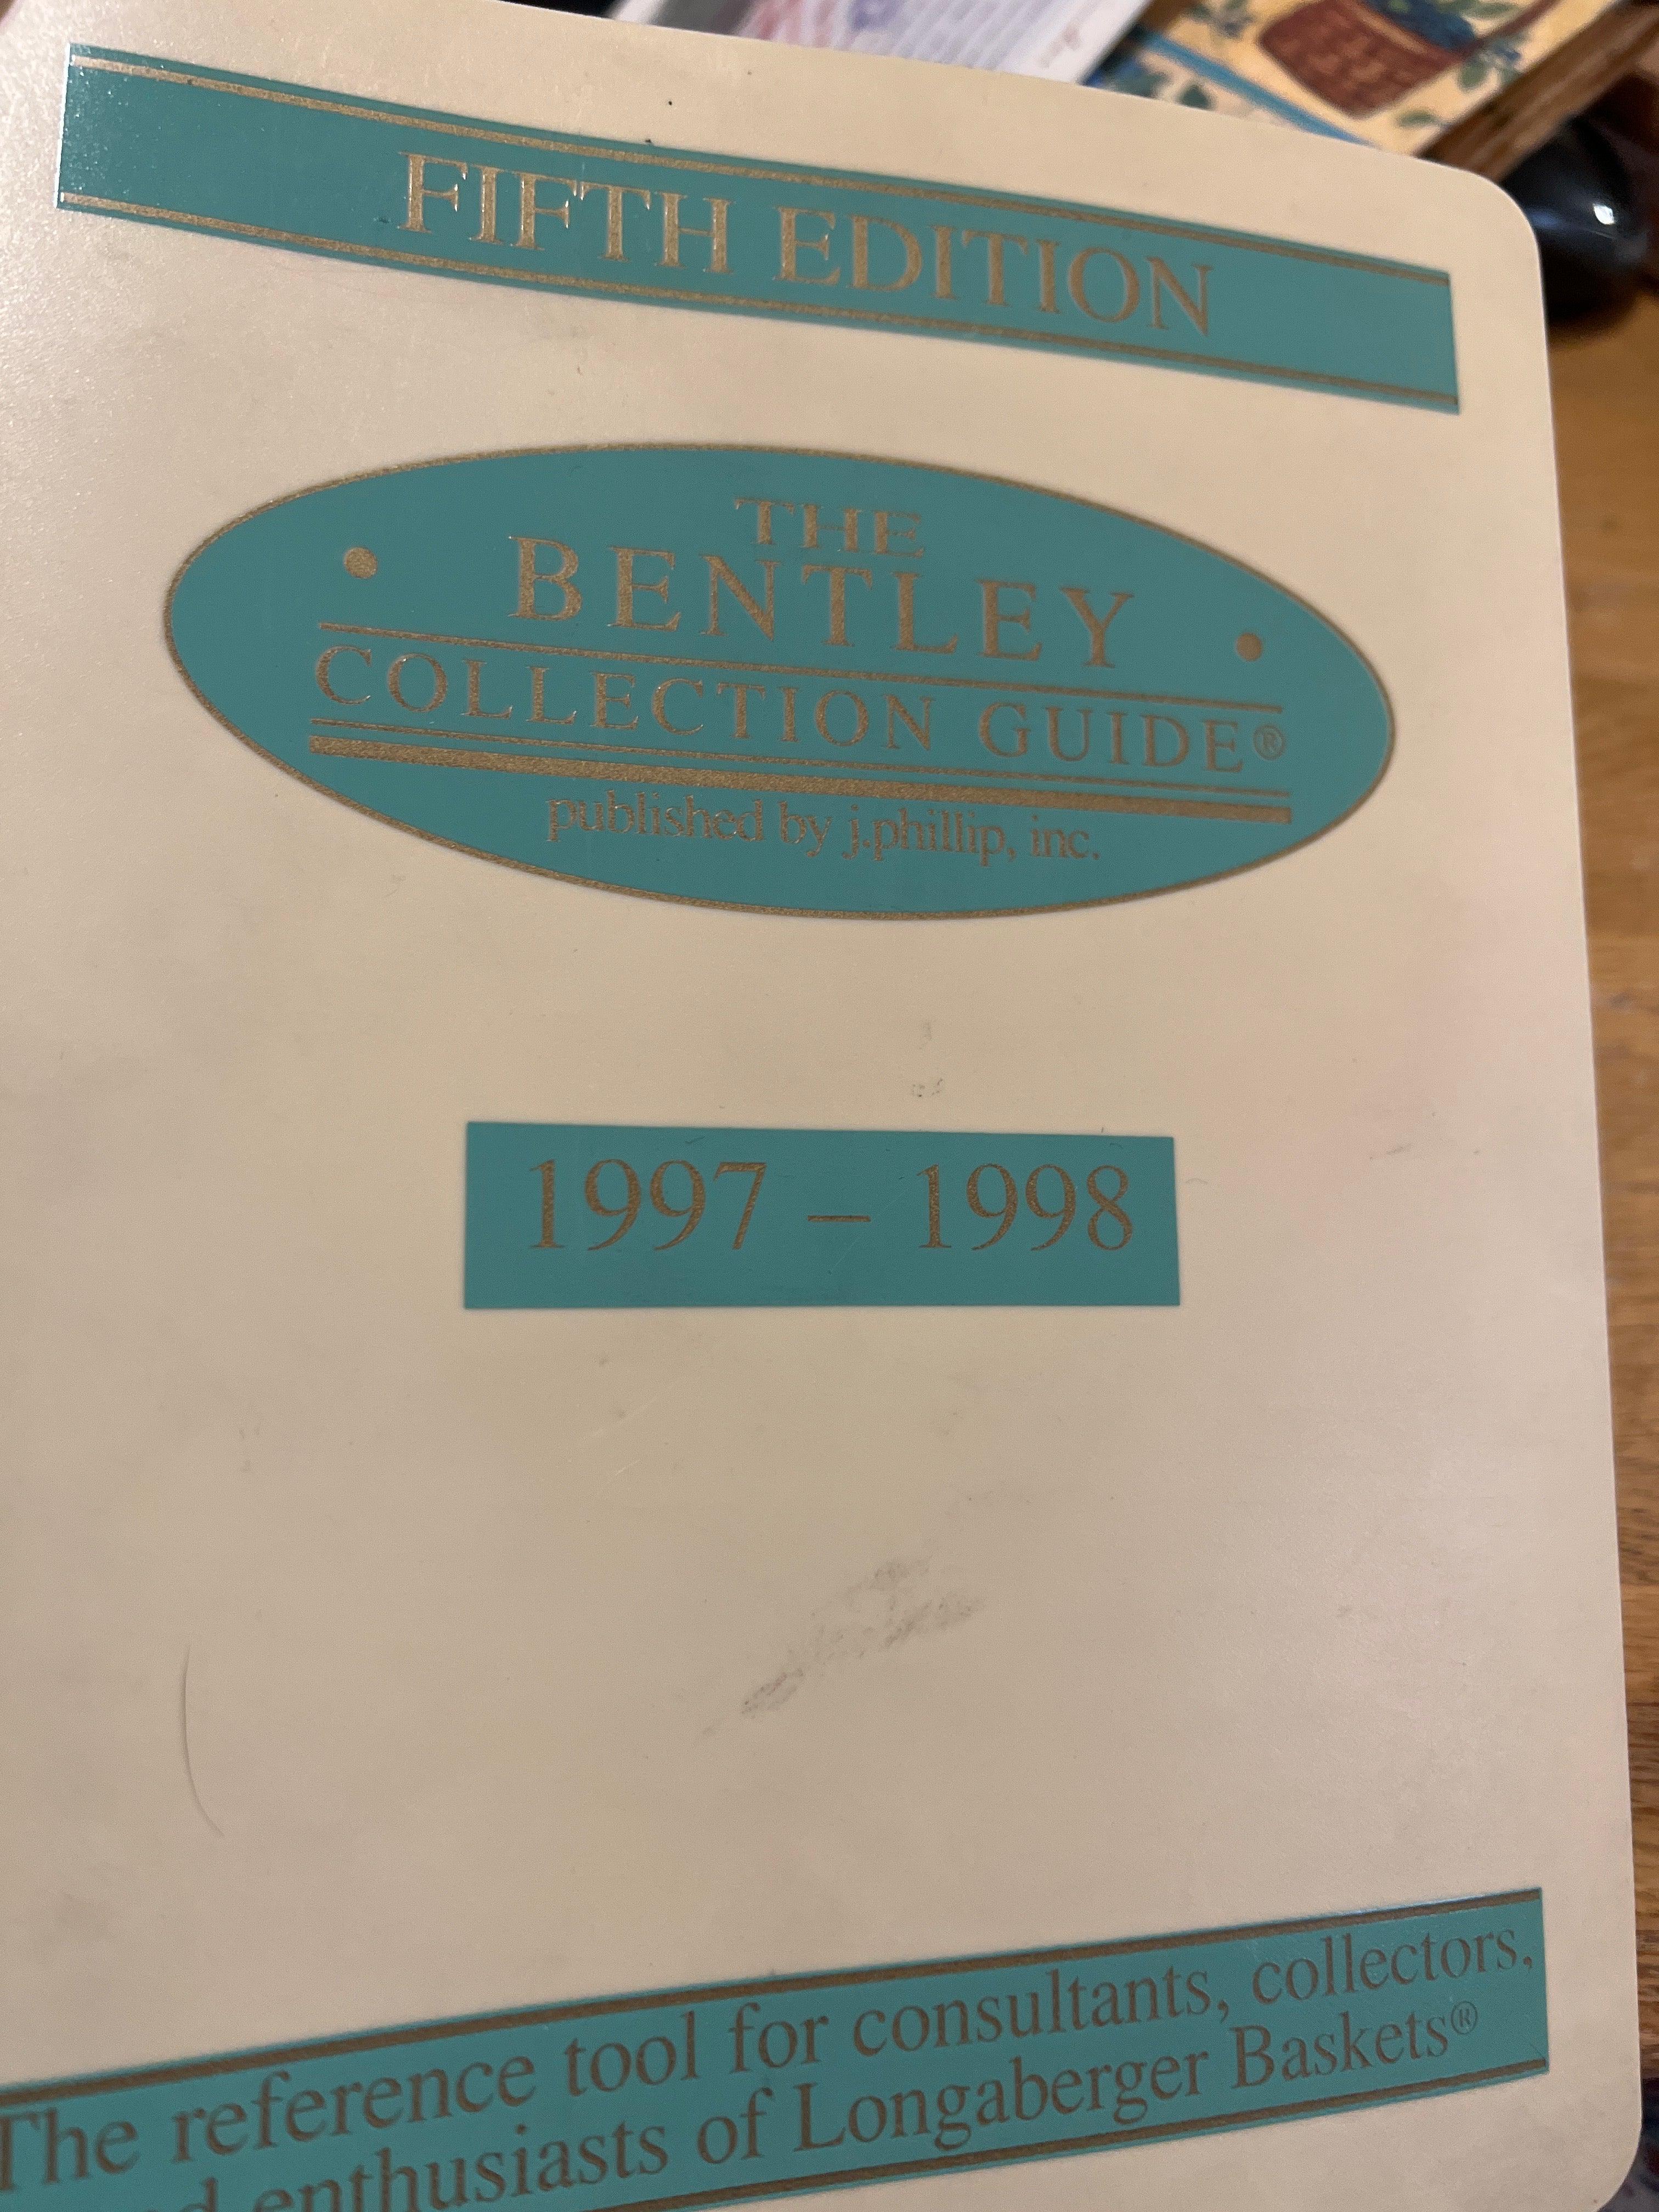 FIFTH EDITION
THE
BENTLEY
COLLECTION GUIDE®
published by j.phillip, inc.
1997 – 1998
The reference tool for consultants, collectors,
enthusiasts of Longaberger Baskets®